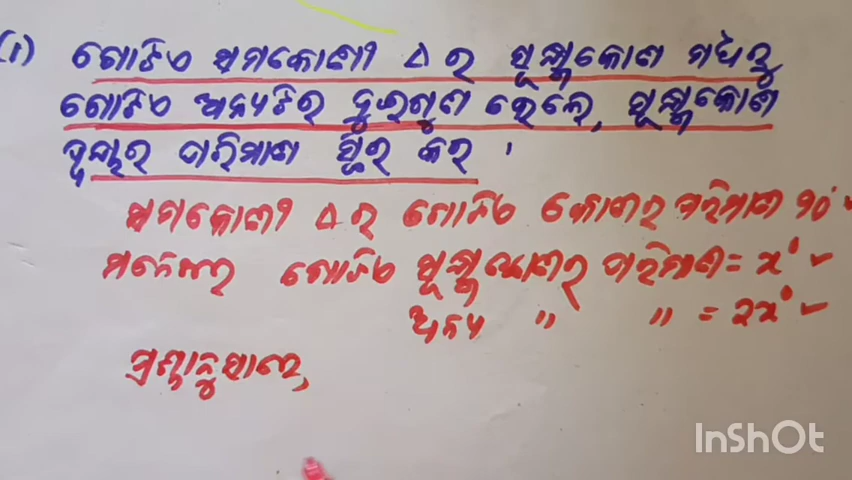 (1) ଗୋଟିଏ ସମକୋଣୀ Δ ର ସୂକ୍ଷ୍ମକୋଣ ମଧ୍ୟରୁ
ଗୋଟିଏ ଅନ୍ୟଟିର ଦୁଇଗୁଣ ହେଲେ, ସୂକ୍ଷ୍ମକୋଣ
ଦ୍ୱୟର ପରିମାଣ ସ୍ଥିର କର ।
ସମକୋଣୀ Δ ର ଗୋଟିଏ କୋଣର ପରିମାଣ ୨୦°
ମନେକର ଗୋଟିଏ ସୂକ୍ଷ୍ମକୋଣର ପରିମାଣ = x°
ଅନ୍ୟ " " = 2x°
ପ୍ରଶ୍ନାନୁସାରେ,
InShOt